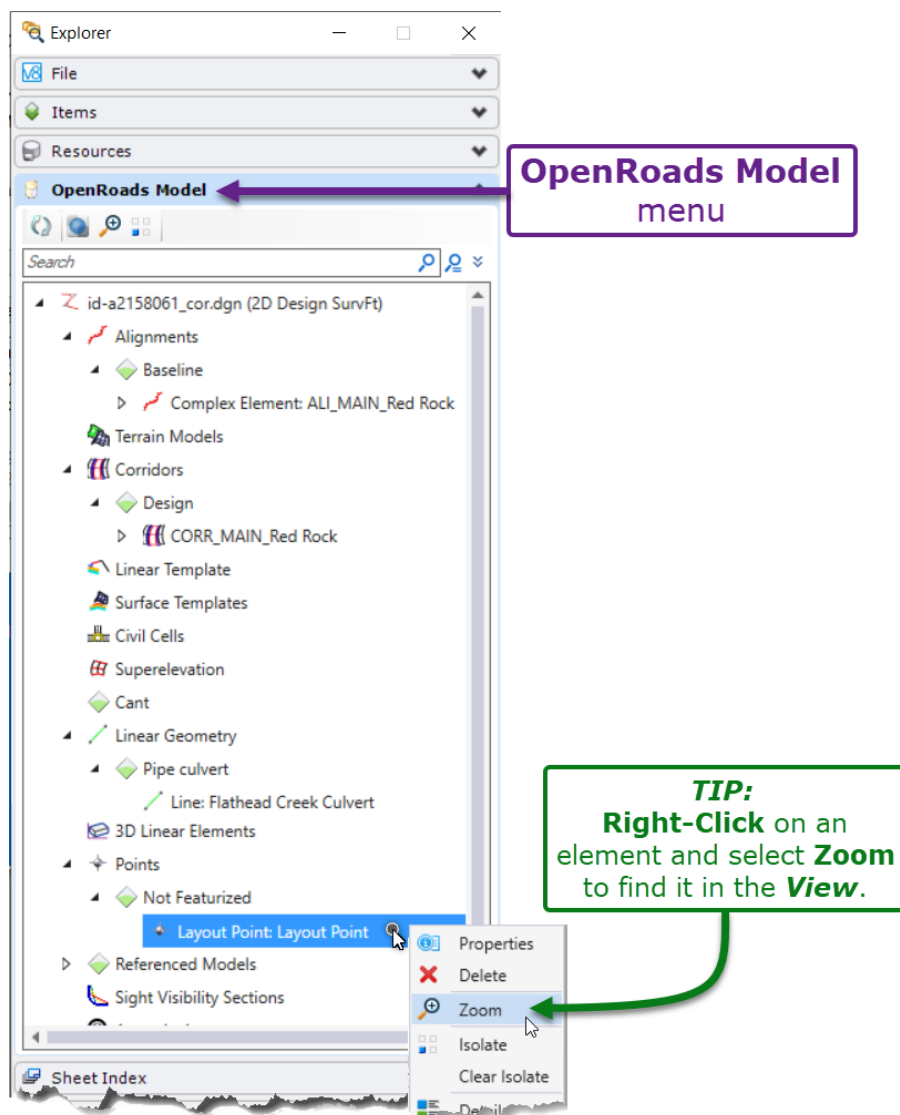 Explorer
V8 File
Items
Resources
OpenRoads Model
OpenRoads Model
menu
Search
id-a2158061_cor.dgn (2D Design SurvFt)
Alignments
Baseline
Complex Element: ALI_MAIN_Red Rock
Terrain Models
Corridors
Design
CORR_MAIN_Red Rock
Linear Template
Surface Templates
Civil Cells
Superelevation
Cant
Linear Geometry
Pipe culvert
Line: Flathead Creek Culvert
3D Linear Elements
Points
Not Featurized
Layout Point: Layout Point
Referenced Models
Sight Visibility Sections
TIP:
Right-Click on an
element and select Zoom
to find it in the View.
Properties
Delete
Zoom
Isolate
Clear Isolate
Sheet Index